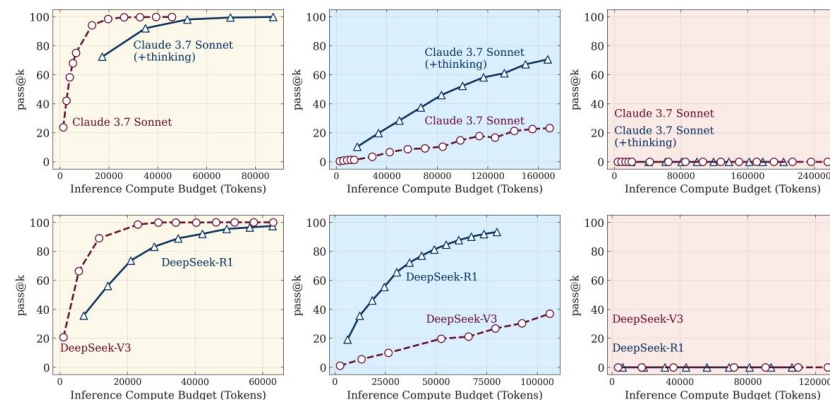 pass@k
100
80
60
40
20
0
Claude 3.7 Sonnet
(+thinking)
Claude 3.7 Sonnet
0 20000 40000 60000 80000
Inference Compute Budget (Tokens)
pass@k
100
80
60
40
20
0
Claude 3.7 Sonnet
(+thinking)
Claude 3.7 Sonnet
0 40000 80000 120000 160000
Inference Compute Budget (Tokens)
pass@k
100
80
60
40
20
0
Claude 3.7 Sonnet
Claude 3.7 Sonnet
(+thinking)
0 80000 160000 240000
Inference Compute Budget (Tokens)
pass@k
100
80
60
40
20
0
DeepSeek-R1
DeepSeek-V3
0 20000 40000 60000
Inference Compute Budget (Tokens)
pass@k
100
80
60
40
20
0
DeepSeek-R1
DeepSeek-V3
0 25000 50000 75000 100000
Inference Compute Budget (Tokens)
pass@k
100
80
60
40
20
0
DeepSeek-V3
DeepSeek-R1
0 40000 80000 120000
Inference Compute Budget (Tokens)